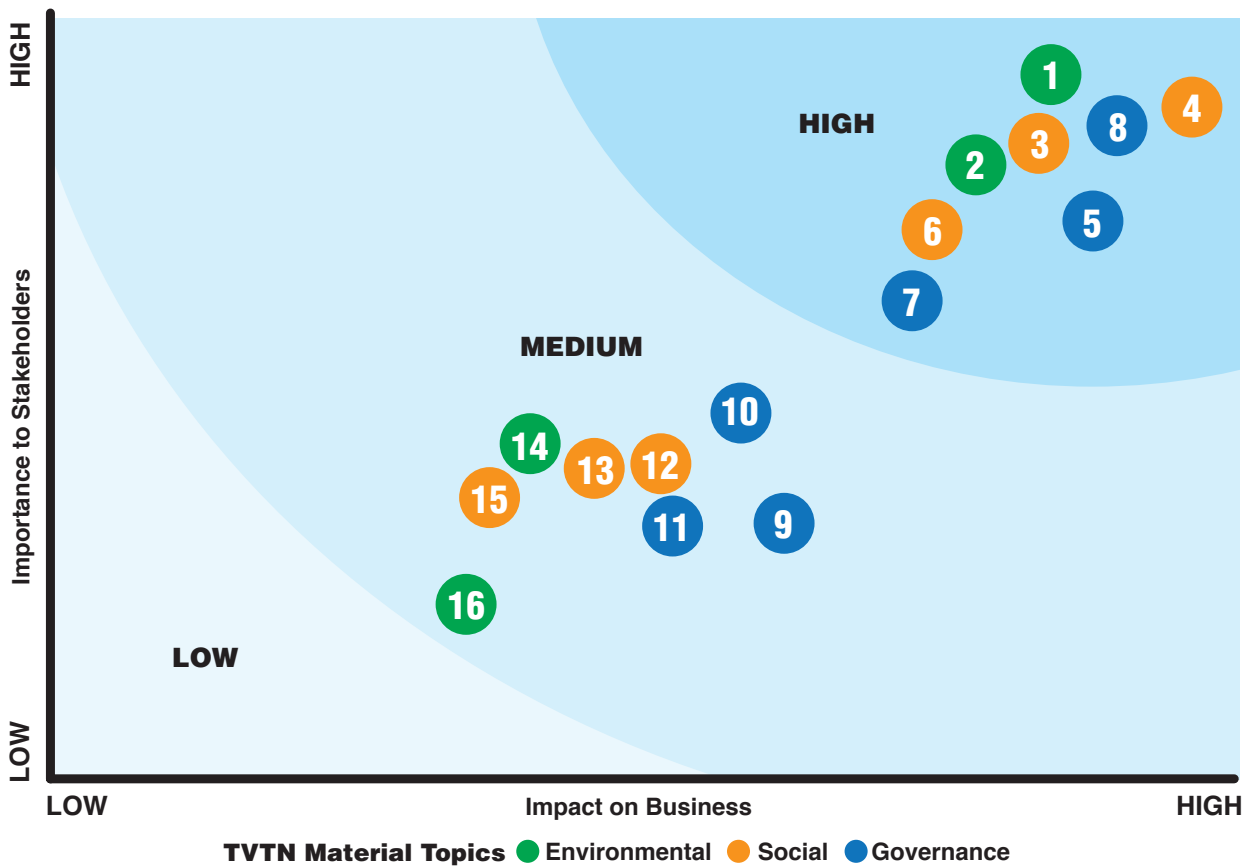 HIGH
1
4
8
HIGH
3
2
5
6
7
MEDIUM
10
14
12
13
15
11
9
16
LOW
Importance to Stakeholders
LOW
LOW
Impact on Business
HIGH
TVTN Material Topics Environmental Social Governance